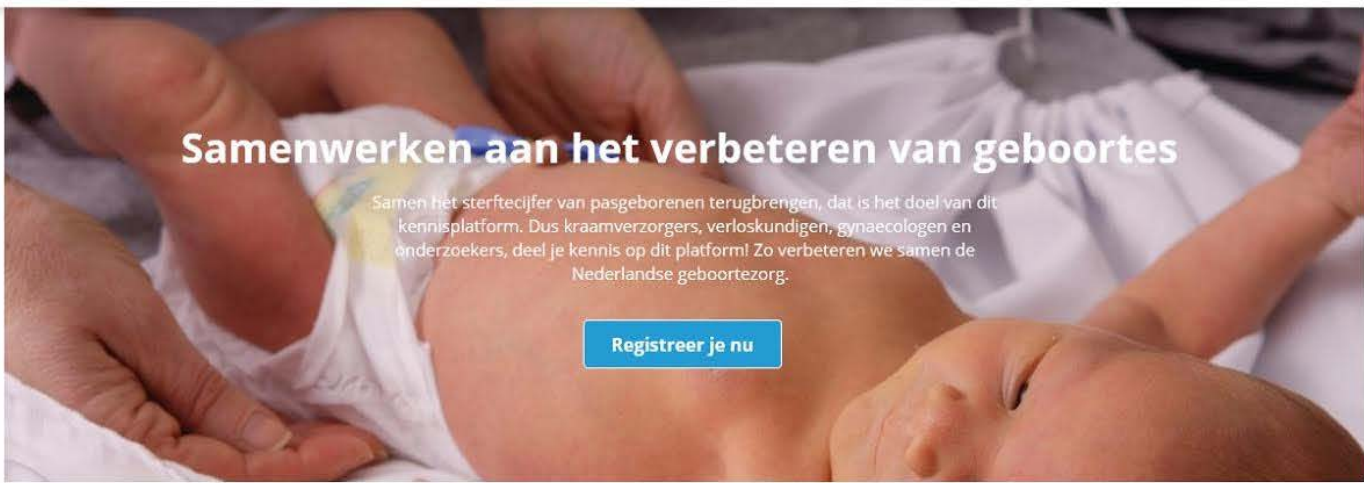 Samenwerken aan het verbeteren van geboortes
Samen het sterftecijfer van pasgeborenen terugbrengen, dat is het doel van dit
kennisplatform. Dus kraamverzorgers, verloskundigen, gynaecologen en
onderzoekers, deel je kennis op dit platform! Zo verbeteren we samen de
Nederlandse geboortezorg.
Registreer je nu